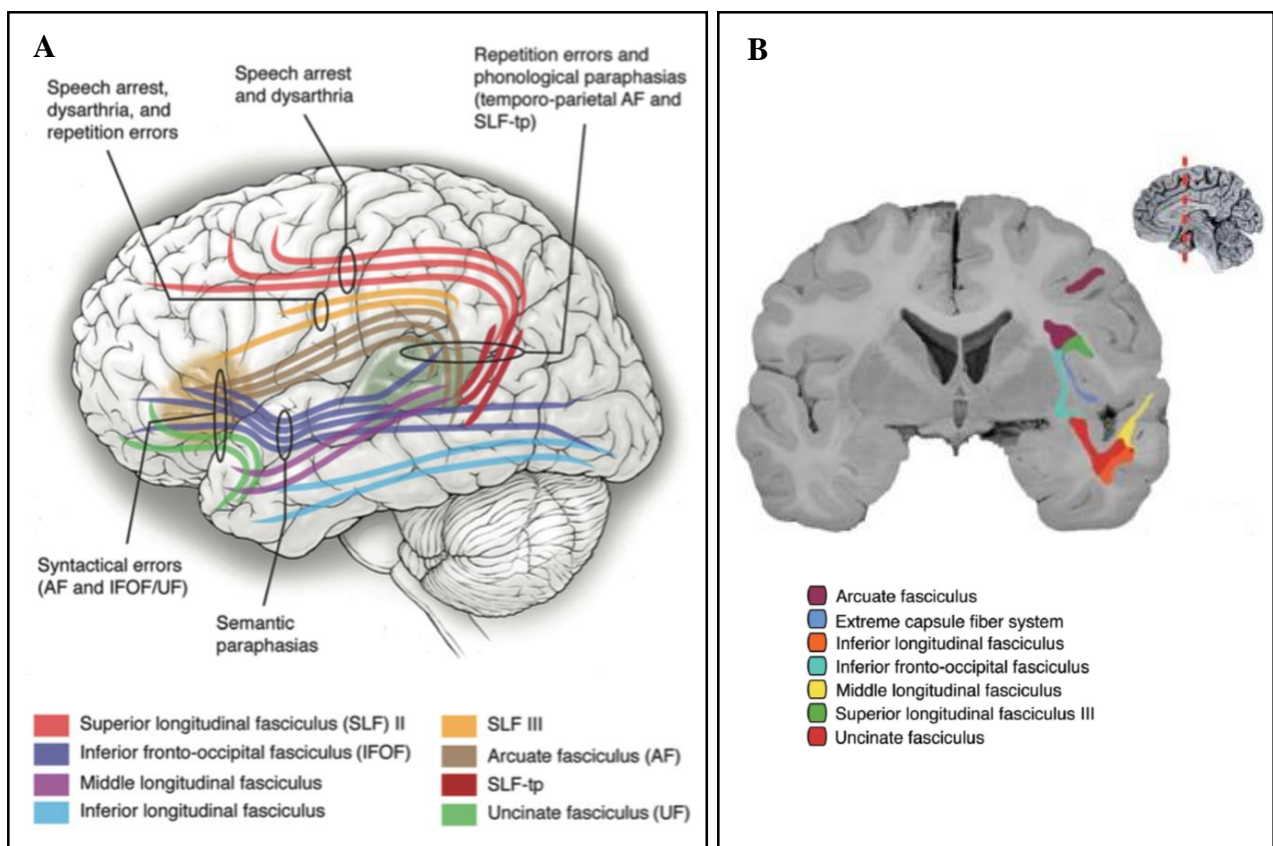 A
Speech arrest,
dysarthria, and
repetition errors
Speech arrest
and dysarthria
Repetition errors and
phonological paraphasias
(temporo-parietal AF and
SLF-tp)
Syntactical errors
(AF and IFOF/UF)
Semantic
paraphasias
Superior longitudinal fasciculus (SLF) II
Inferior fronto-occipital fasciculus (IFOF)
Middle longitudinal fasciculus
Inferior longitudinal fasciculus
SLF III
Arcuate fasciculus (AF)
SLF-tp
Uncinate fasciculus (UF)
B
Arcuate fasciculus
Extreme capsule fiber system
Inferior longitudinal fasciculus
Inferior fronto-occipital fasciculus
Middle longitudinal fasciculus
Superior longitudinal fasciculus III
Uncinate fasciculus